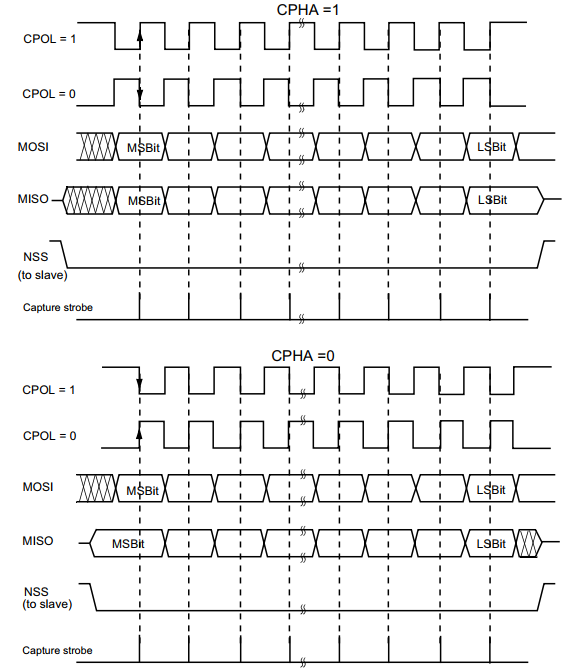 CPHA =1
CPOL = 1
CPOL = 0
MOSI MSBit LSBit
MISO MSBit LSBit
NSS
(to slave)
Capture strobe
CPHA =0
CPOL = 1
CPOL = 0
MOSI MSBit LSBit
MISO MSBit LSBit
NSS
(to slave)
Capture strobe